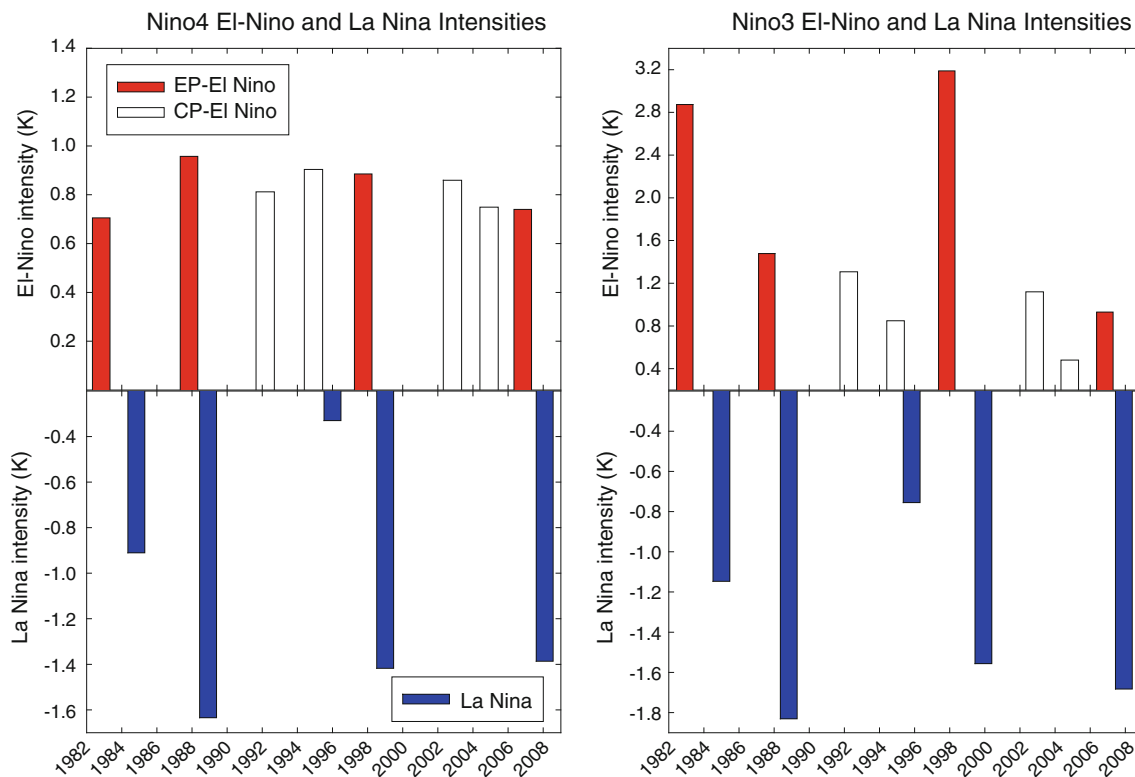 Nino4 El-Nino and La Nina Intensities
1.4
1.2
1.0
0.8
0.6
0.4
0.2
El-Nino intensity (K)
EP-El Nino
CP-El Nino
-0.4
-0.6
-0.8
-1.0
-1.2
-1.4
-1.6
La Nina intensity (K)
La Nina
1982 1984 1986 1988 1990 1992 1994 1996 1998 2000 2002 2004 2006 2008
Nino3 El-Nino and La Nina Intensities
3.2
2.8
2.4
2.0
1.6
1.2
0.8
0.4
El-Nino intensity (K)
-0.4
-0.6
-0.8
-1.0
-1.2
-1.4
-1.6
-1.8
La Nina intensity (K)
1982 1984 1986 1988 1990 1992 1994 1996 1998 2000 2002 2004 2006 2008